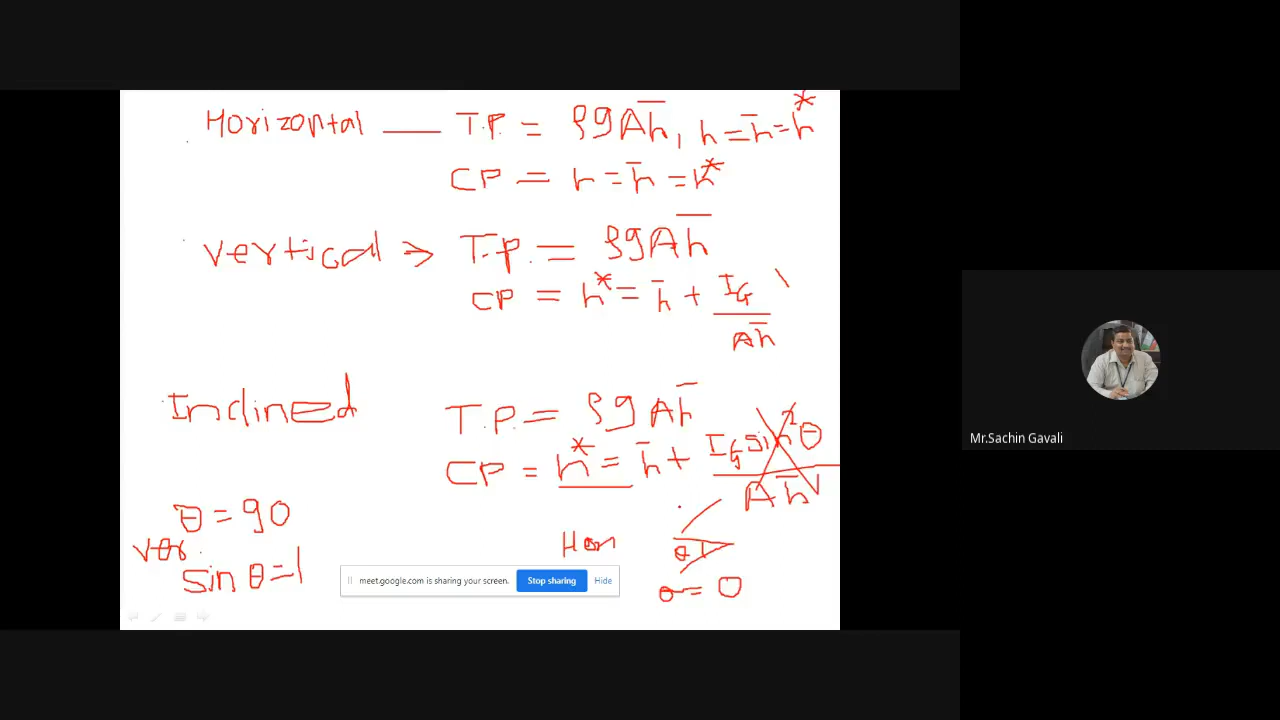 Horizontal — T.P. = ρgAh̄, h = h̄ = h*
CP = h = h̄ = h*
Vertical → T.P. = ρgAh̄
CP = h* = h̄ + IG / Ah̄
Inclined T.P. = ρgAh̄
CP = h* = h̄ + IG sin²θ / Ah̄
θ = 90
Ver
sin θ = 1
Hor
θ
θ = 0
meet.google.com is sharing your screen. Stop sharing Hide
Mr.Sachin Gavali